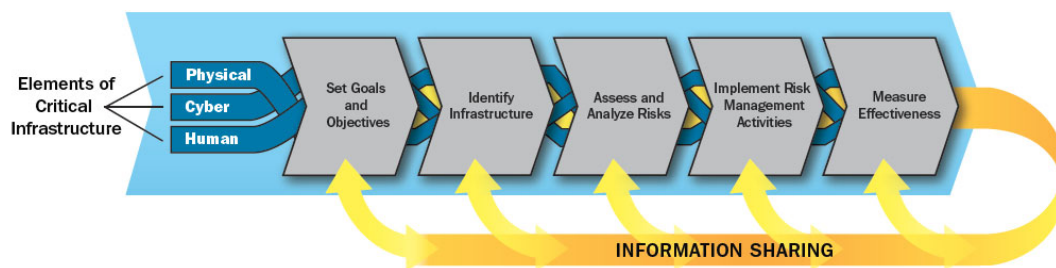 Elements of
Critical
Infrastructure
Physical
Cyber
Human
Set Goals
and
Objectives
Identify
Infrastructure
Assess and
Analyze Risks
Implement Risk
Management
Activities
Measure
Effectiveness
INFORMATION SHARING